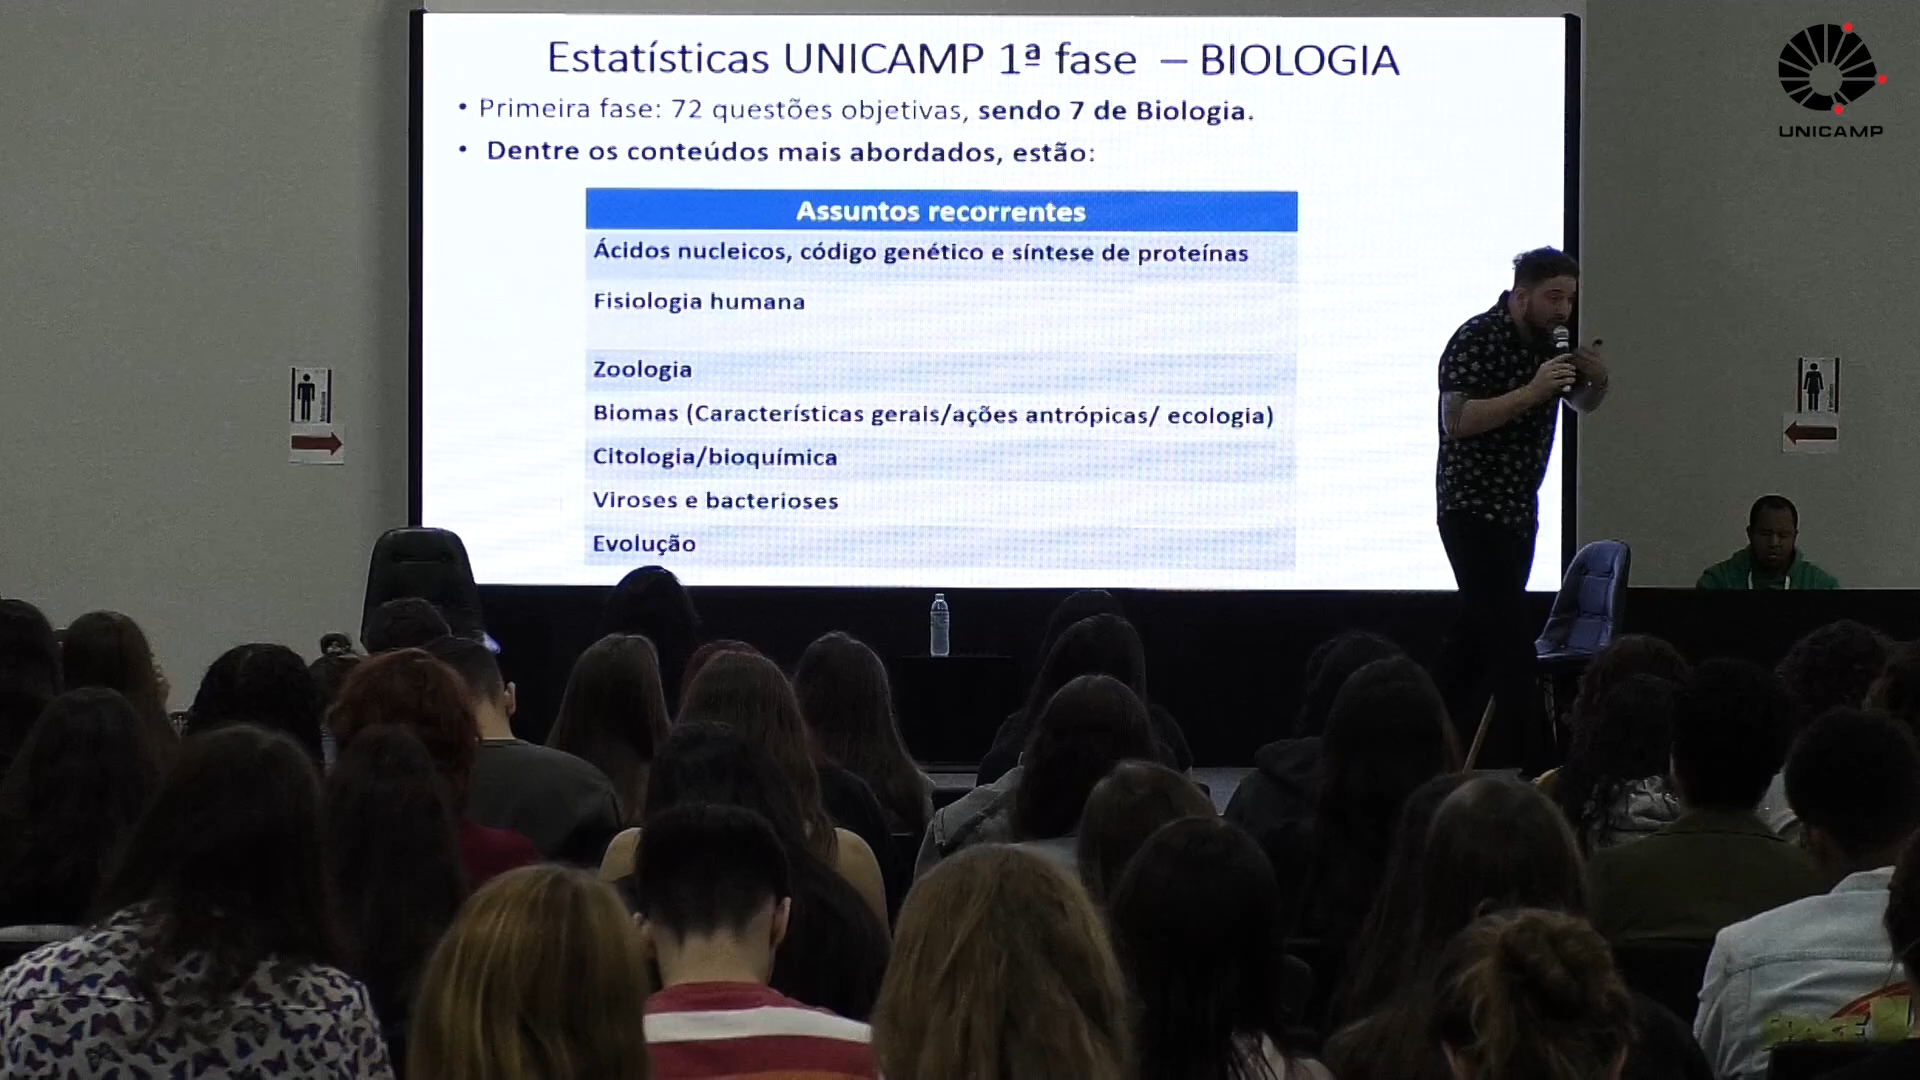 Estatísticas UNICAMP 1ª fase – BIOLOGIA
• Primeira fase: 72 questões objetivas, sendo 7 de Biologia.
• Dentre os conteúdos mais abordados, estão:
Assuntos recorrentes
Ácidos nucleicos, código genético e síntese de proteínas
Fisiologia humana
Zoologia
Biomas (Características gerais/ações antrópicas/ ecologia)
Citologia/bioquímica
Viroses e bacterioses
Evolução
UNICAMP